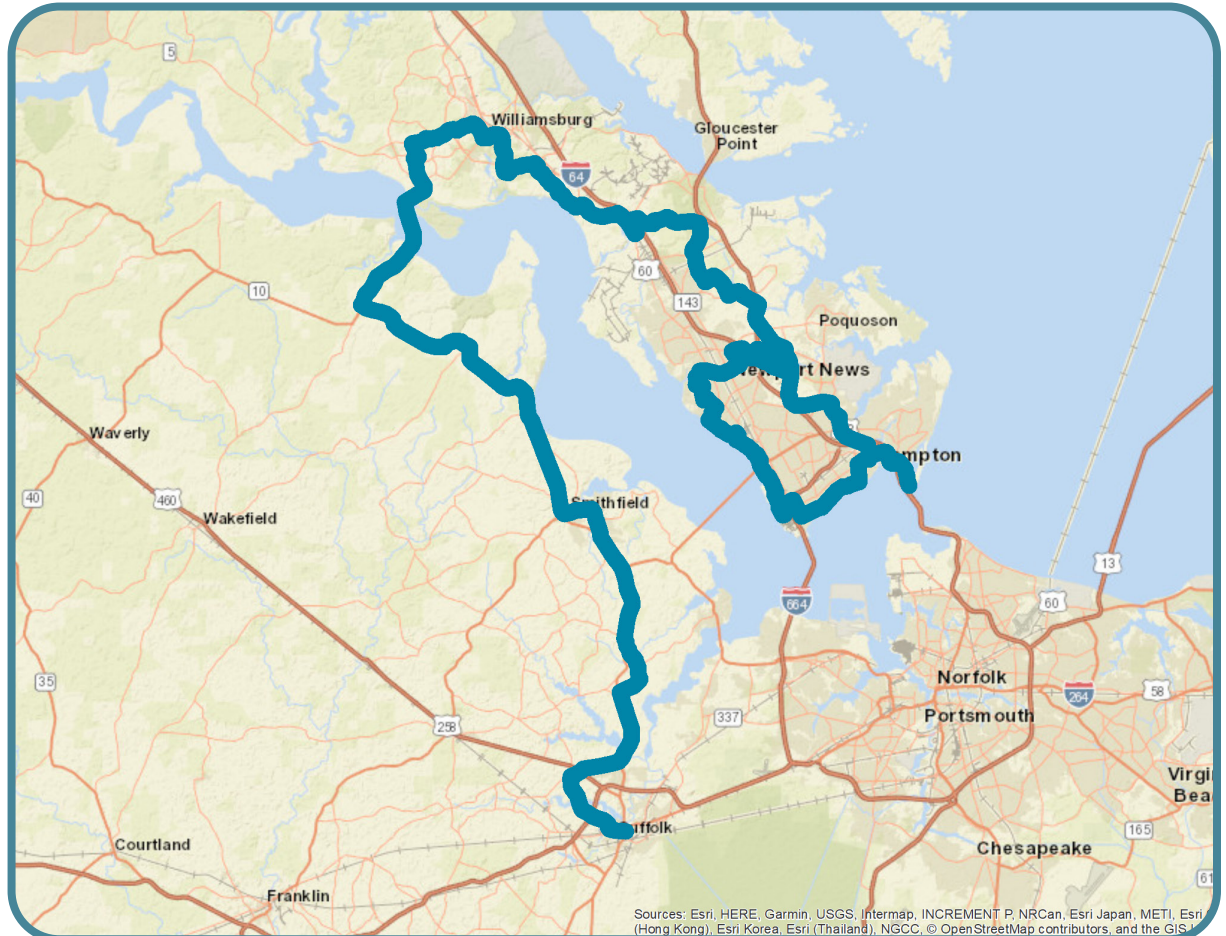 5
Williamsburg
Gloucester
Point
64
60
10
143
Poquoson
Newport News
Waverly
mpton
40
460
Smithfield
Wakefield
13
664
60
35
Norfolk
264
58
337
Portsmouth
258
Virgi
Bea
uffolk
165
Courtland
Chesapeake
61
Franklin
Sources: Esri, HERE, Garmin, USGS, Intermap, INCREMENT P, NRCan, Esri Japan, METI, Esri
(Hong Kong), Esri Korea, Esri (Thailand), NGCC, © OpenStreetMap contributors, and the GIS